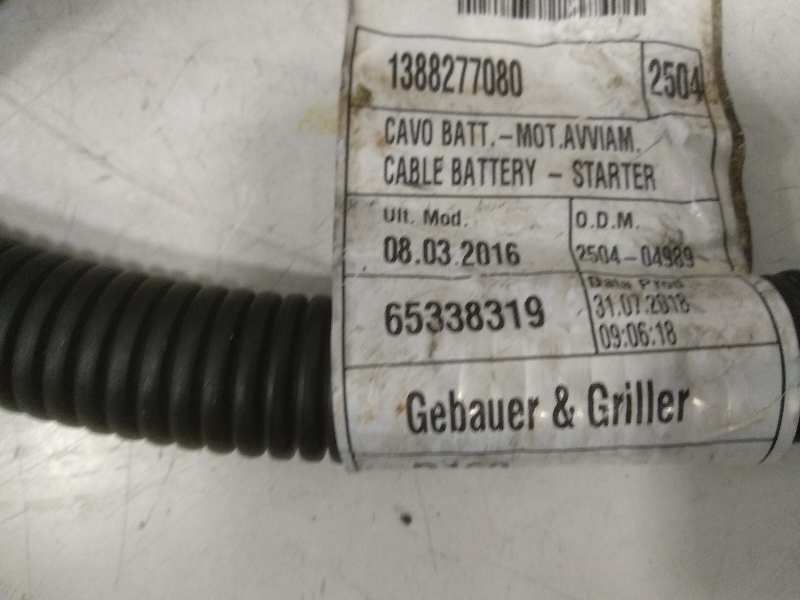 1388277080 2504
CAVO BATT.-MOT.AVVIAM.
CABLE BATTERY - STARTER
Ult. Mod. O.D.M.
08.03.2016 2504-04989
Data Prod
65338319 31.07.2018
09:06:18
Gebauer & Griller